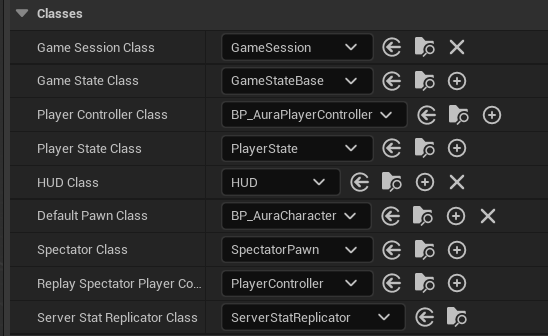 Classes
Game Session Class GameSession
Game State Class GameStateBase
Player Controller Class BP_AuraPlayerController
Player State Class PlayerState
HUD Class HUD
Default Pawn Class BP_AuraCharacter
Spectator Class SpectatorPawn
Replay Spectator Player Co... PlayerController
Server Stat Replicator Class ServerStatReplicator